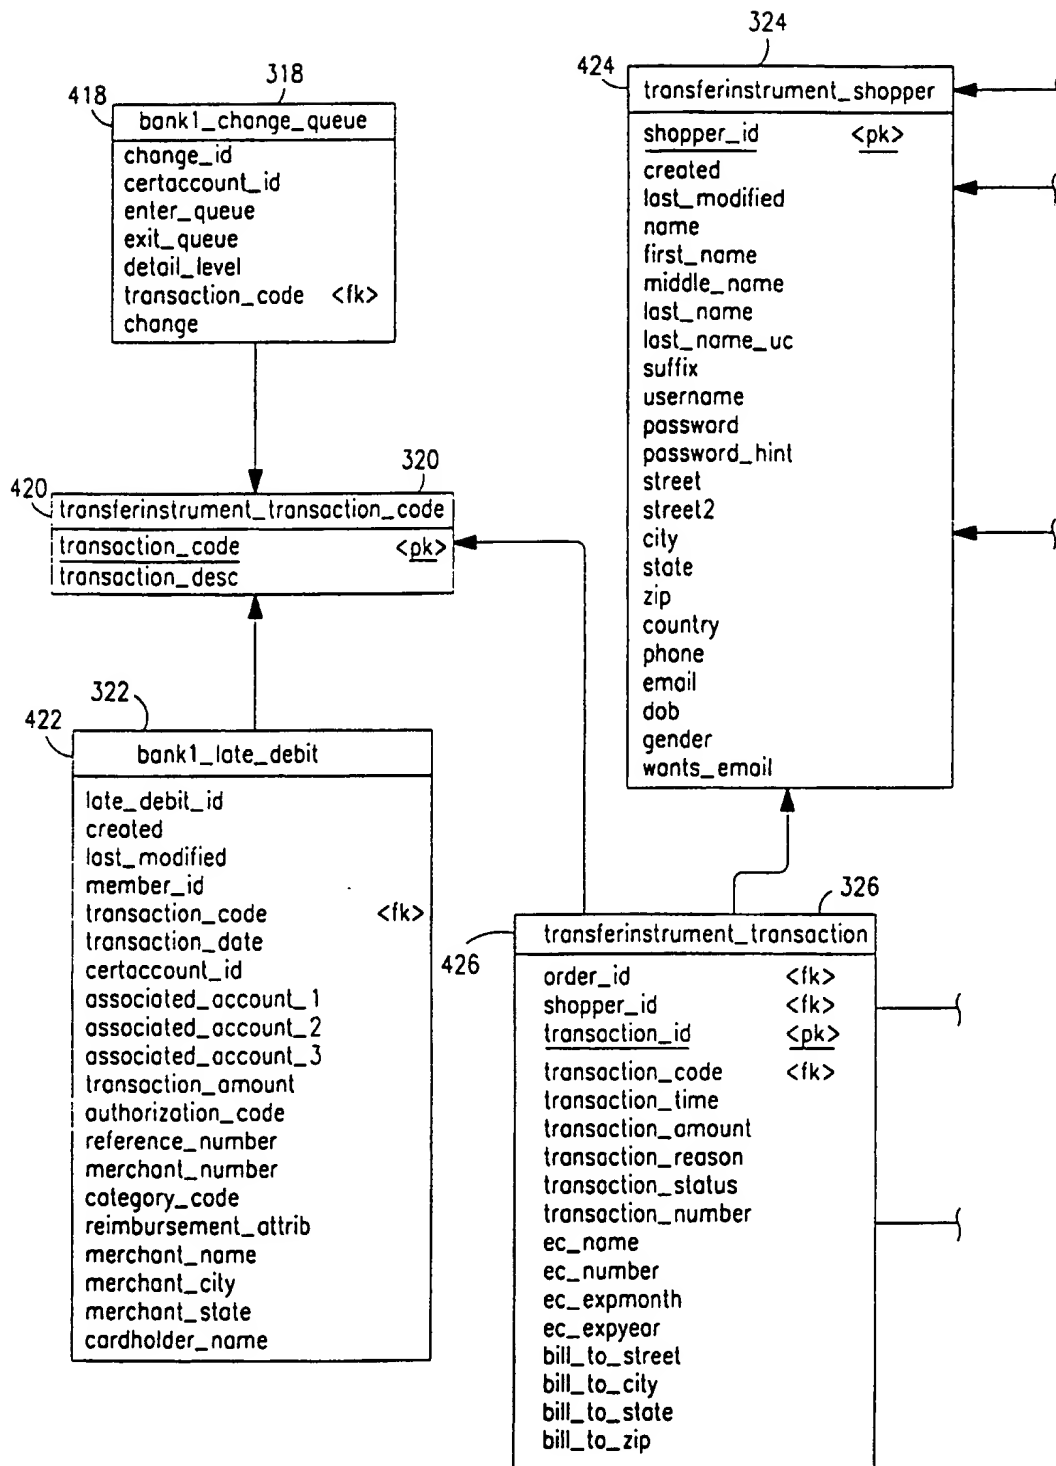 318
418
bank1_change_queue
change_id
certaccount_id
enter_queue
exit_queue
detail_level
transaction_code <fk>
change
320
420
transferinstrument_transaction_code
transaction_code <pk>
transaction_desc
322
422
bank1_late_debit
late_debit_id
created
last_modified
member_id
transaction_code <fk>
transaction_date
certaccount_id
associated_account_1
associated_account_2
associated_account_3
transaction_amount
authorization_code
reference_number
merchant_number
category_code
reimbursement_attrib
merchant_name
merchant_city
merchant_state
cardholder_name
324
424
transferinstrument_shopper
shopper_id <pk>
created
last_modified
name
first_name
middle_name
last_name
last_name_uc
suffix
username
password
password_hint
street
street2
city
state
zip
country
phone
email
dob
gender
wants_email
326
426
transferinstrument_transaction
order_id <fk>
shopper_id <fk>
transaction_id <pk>
transaction_code <fk>
transaction_time
transaction_amount
transaction_reason
transaction_status
transaction_number
ec_name
ec_number
ec_expmonth
ec_expyear
bill_to_street
bill_to_city
bill_to_state
bill_to_zip